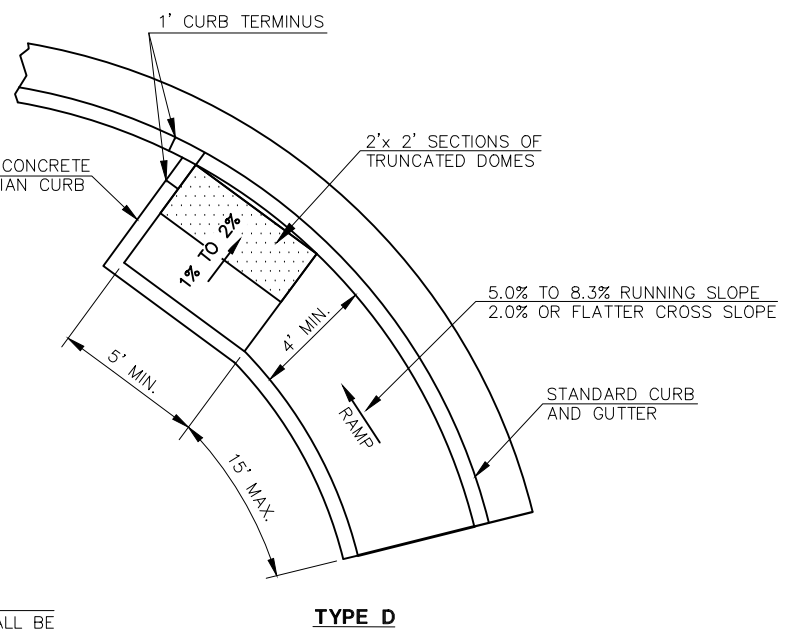 1' CURB TERMINUS
2'x 2' SECTIONS OF
TRUNCATED DOMES
CONCRETE
IAN CURB
1% TO 2%
5.0% TO 8.3% RUNNING SLOPE
2.0% OR FLATTER CROSS SLOPE
4' MIN.
5' MIN.
RAMP
STANDARD CURB
AND GUTTER
15' MAX.
ALL BE
TYPE D